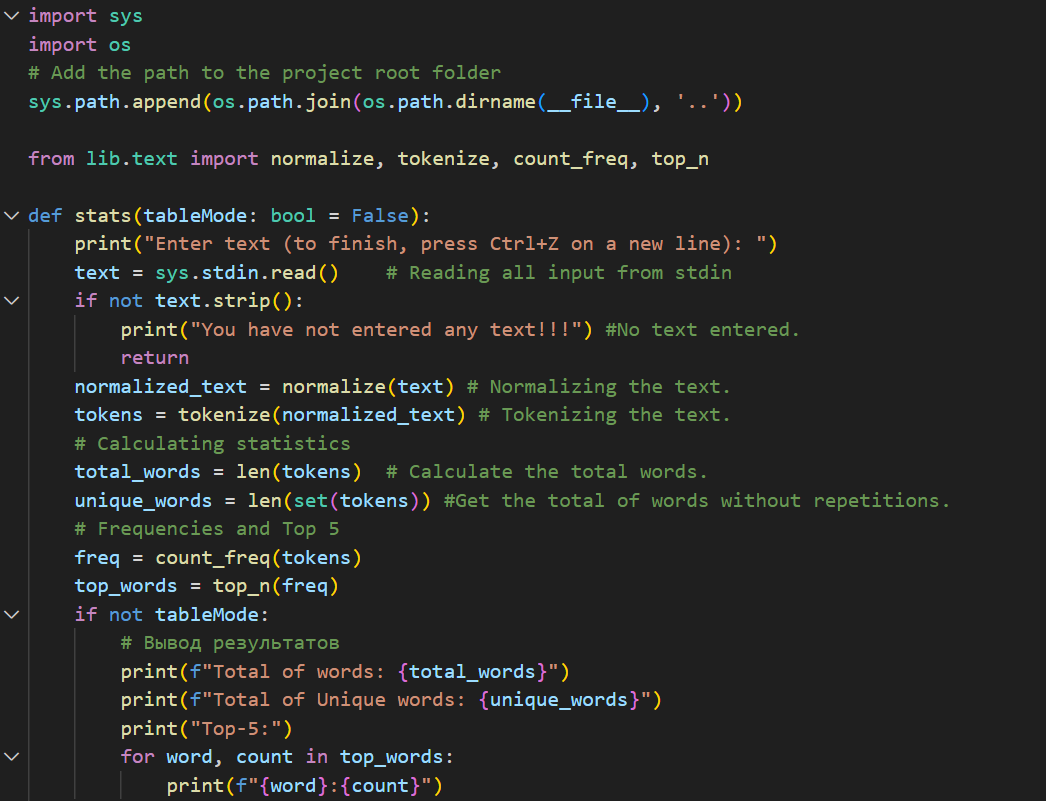 import sys
import os
# Add the path to the project root folder
sys.path.append(os.path.join(os.path.dirname(__file__), '..'))

from lib.text import normalize, tokenize, count_freq, top_n

def stats(tableMode: bool = False):
    print("Enter text (to finish, press Ctrl+Z on a new line): ")
    text = sys.stdin.read()    # Reading all input from stdin
    if not text.strip():
        print("You have not entered any text!!!") #No text entered.
        return
    normalized_text = normalize(text) # Normalizing the text.
    tokens = tokenize(normalized_text) # Tokenizing the text.
    # Calculating statistics
    total_words = len(tokens)  # Calculate the total words.
    unique_words = len(set(tokens)) #Get the total of words without repetitions.
    # Frequencies and Top 5
    freq = count_freq(tokens)
    top_words = top_n(freq)
    if not tableMode:
        # Вывод результатов
        print(f"Total of words: {total_words}")
        print(f"Total of Unique words: {unique_words}")
        print("Top-5:")
        for word, count in top_words:
            print(f"{word}:{count}")